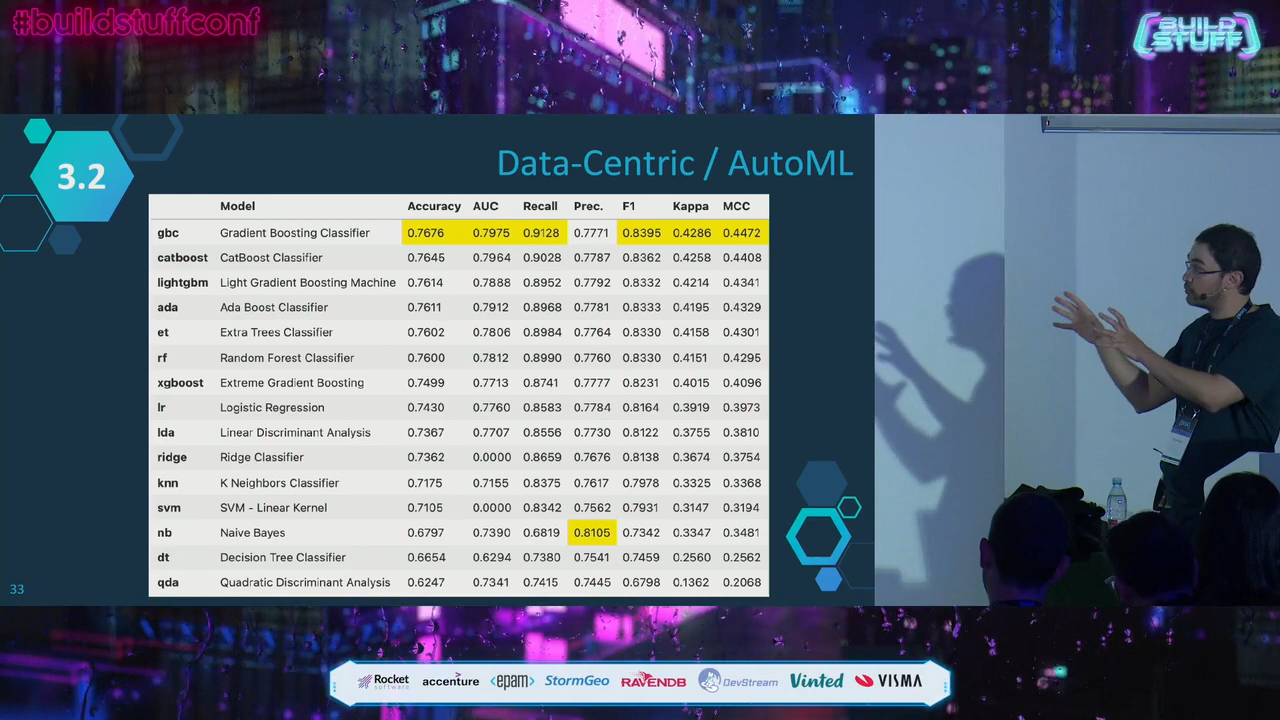 #buildstuffconf
BUILD
STUFF
3.2
Data-Centric / AutoML
Model Accuracy AUC Recall Prec. F1 Kappa MCC
gbc Gradient Boosting Classifier 0.7676 0.7975 0.9128 0.7771 0.8395 0.4286 0.4472
catboost CatBoost Classifier 0.7645 0.7964 0.9028 0.7787 0.8362 0.4258 0.4408
lightgbm Light Gradient Boosting Machine 0.7614 0.7888 0.8952 0.7792 0.8332 0.4214 0.4341
ada Ada Boost Classifier 0.7611 0.7912 0.8968 0.7781 0.8333 0.4195 0.4329
et Extra Trees Classifier 0.7602 0.7806 0.8984 0.7764 0.8330 0.4158 0.4301
rf Random Forest Classifier 0.7600 0.7812 0.8990 0.7760 0.8330 0.4151 0.4295
xgboost Extreme Gradient Boosting 0.7499 0.7713 0.8741 0.7777 0.8231 0.4015 0.4096
lr Logistic Regression 0.7430 0.7760 0.8583 0.7784 0.8164 0.3919 0.3973
lda Linear Discriminant Analysis 0.7367 0.7707 0.8556 0.7730 0.8122 0.3755 0.3810
ridge Ridge Classifier 0.7362 0.0000 0.8659 0.7676 0.8138 0.3674 0.3754
knn K Neighbors Classifier 0.7175 0.7155 0.8375 0.7617 0.7978 0.3325 0.3368
svm SVM - Linear Kernel 0.7105 0.0000 0.8342 0.7562 0.7931 0.3147 0.3194
nb Naive Bayes 0.6797 0.7390 0.6819 0.8105 0.7342 0.3347 0.3481
dt Decision Tree Classifier 0.6654 0.6294 0.7380 0.7541 0.7459 0.2560 0.2562
qda Quadratic Discriminant Analysis 0.6247 0.7341 0.7415 0.7445 0.6798 0.1362 0.2068
33
Rocket software accenture <epam> StormGeo RAVENDB DevStream Vinted VISMA